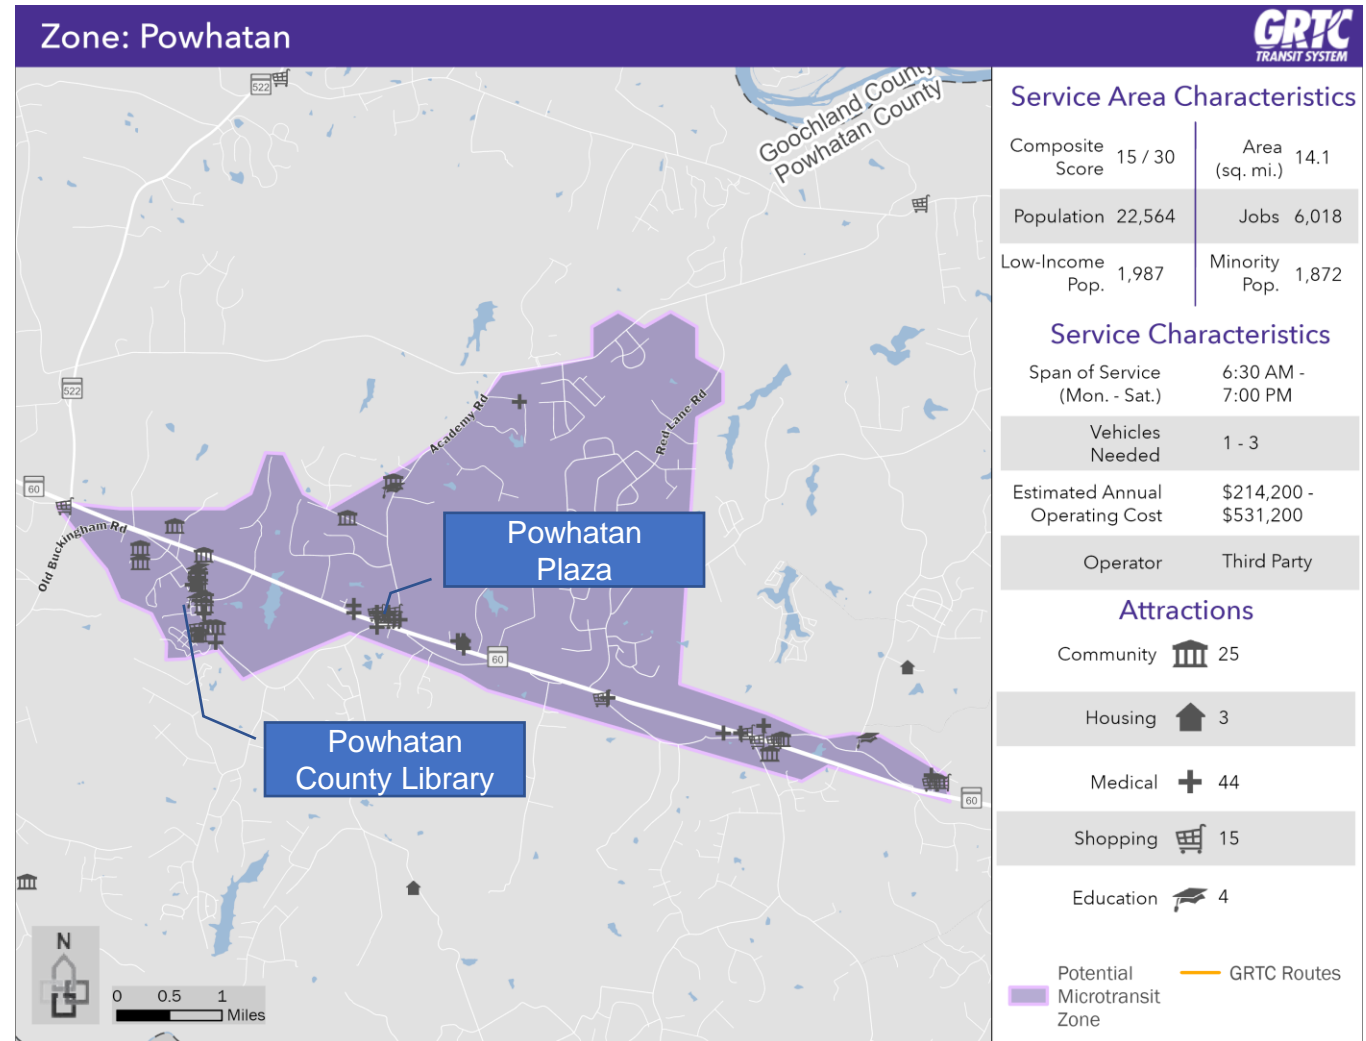 Zone: Powhatan
GRTC
TRANSIT SYSTEM
522
Goochland County
Powhatan County
522
Academy Rd
Red Lane Rd
60
Old Buckingham Rd
Powhatan
Plaza
60
Powhatan
County Library
60
N
0 0.5 1
Miles
Service Area Characteristics
Composite
Score
15 / 30
Area
(sq. mi.)
14.1
Population 22,564
Jobs 6,018
Low-Income
Pop.
1,987
Minority
Pop.
1,872
Service Characteristics
Span of Service
(Mon. - Sat.)
6:30 AM -
7:00 PM
Vehicles
Needed
1 - 3
Estimated Annual
Operating Cost
$214,200 -
$531,200
Operator
Third Party
Attractions
Community 25
Housing 3
Medical 44
Shopping 15
Education 4
Potential
Microtransit
Zone
GRTC Routes